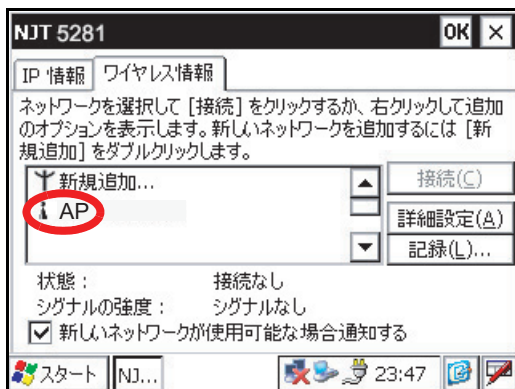 NJT 5281 OK ×
IP 情報 ワイヤレス情報
ネットワークを選択して [接続] をクリックするか、右クリックして追加
のオプションを表示します。新しいネットワークを追加するには [新
規追加] をダブルクリックします。
新規追加...
AP
接続(C)
詳細設定(A)
記録(L)...
状態： 接続なし
シグナルの強度： シグナルなし
新しいネットワークが使用可能な場合通知する
スタート NJ... 23:47